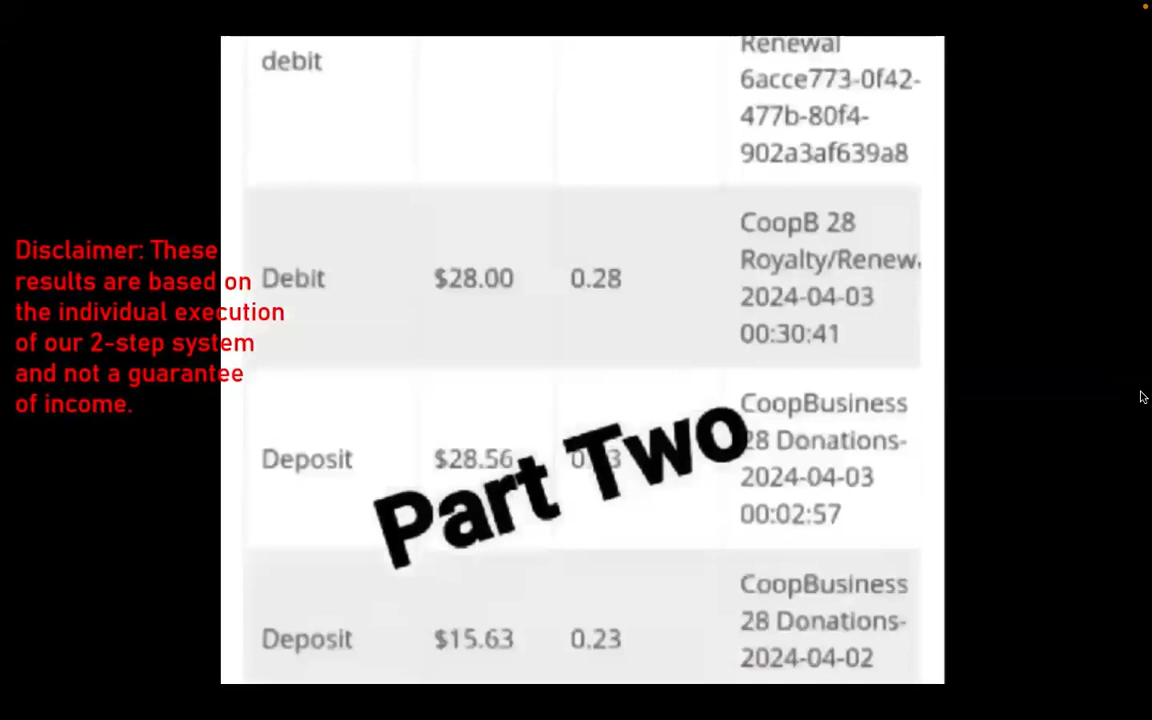 Disclaimer: These
results are based on
the individual execution
of our 2-step system
and not a guarantee
of income.
debit
Renewal
6acce773-0f42-
477b-80f4-
902a3af639a8
Debit $28.00 0.28
CoopB 28
2024-04-03
00:30:41
Deposit $28.56
CoopBusiness
28 Donations-
2024-04-03
00:02:57
Part Two
Deposit $15.63 0.23
CoopBusiness
28 Donations-
2024-04-02